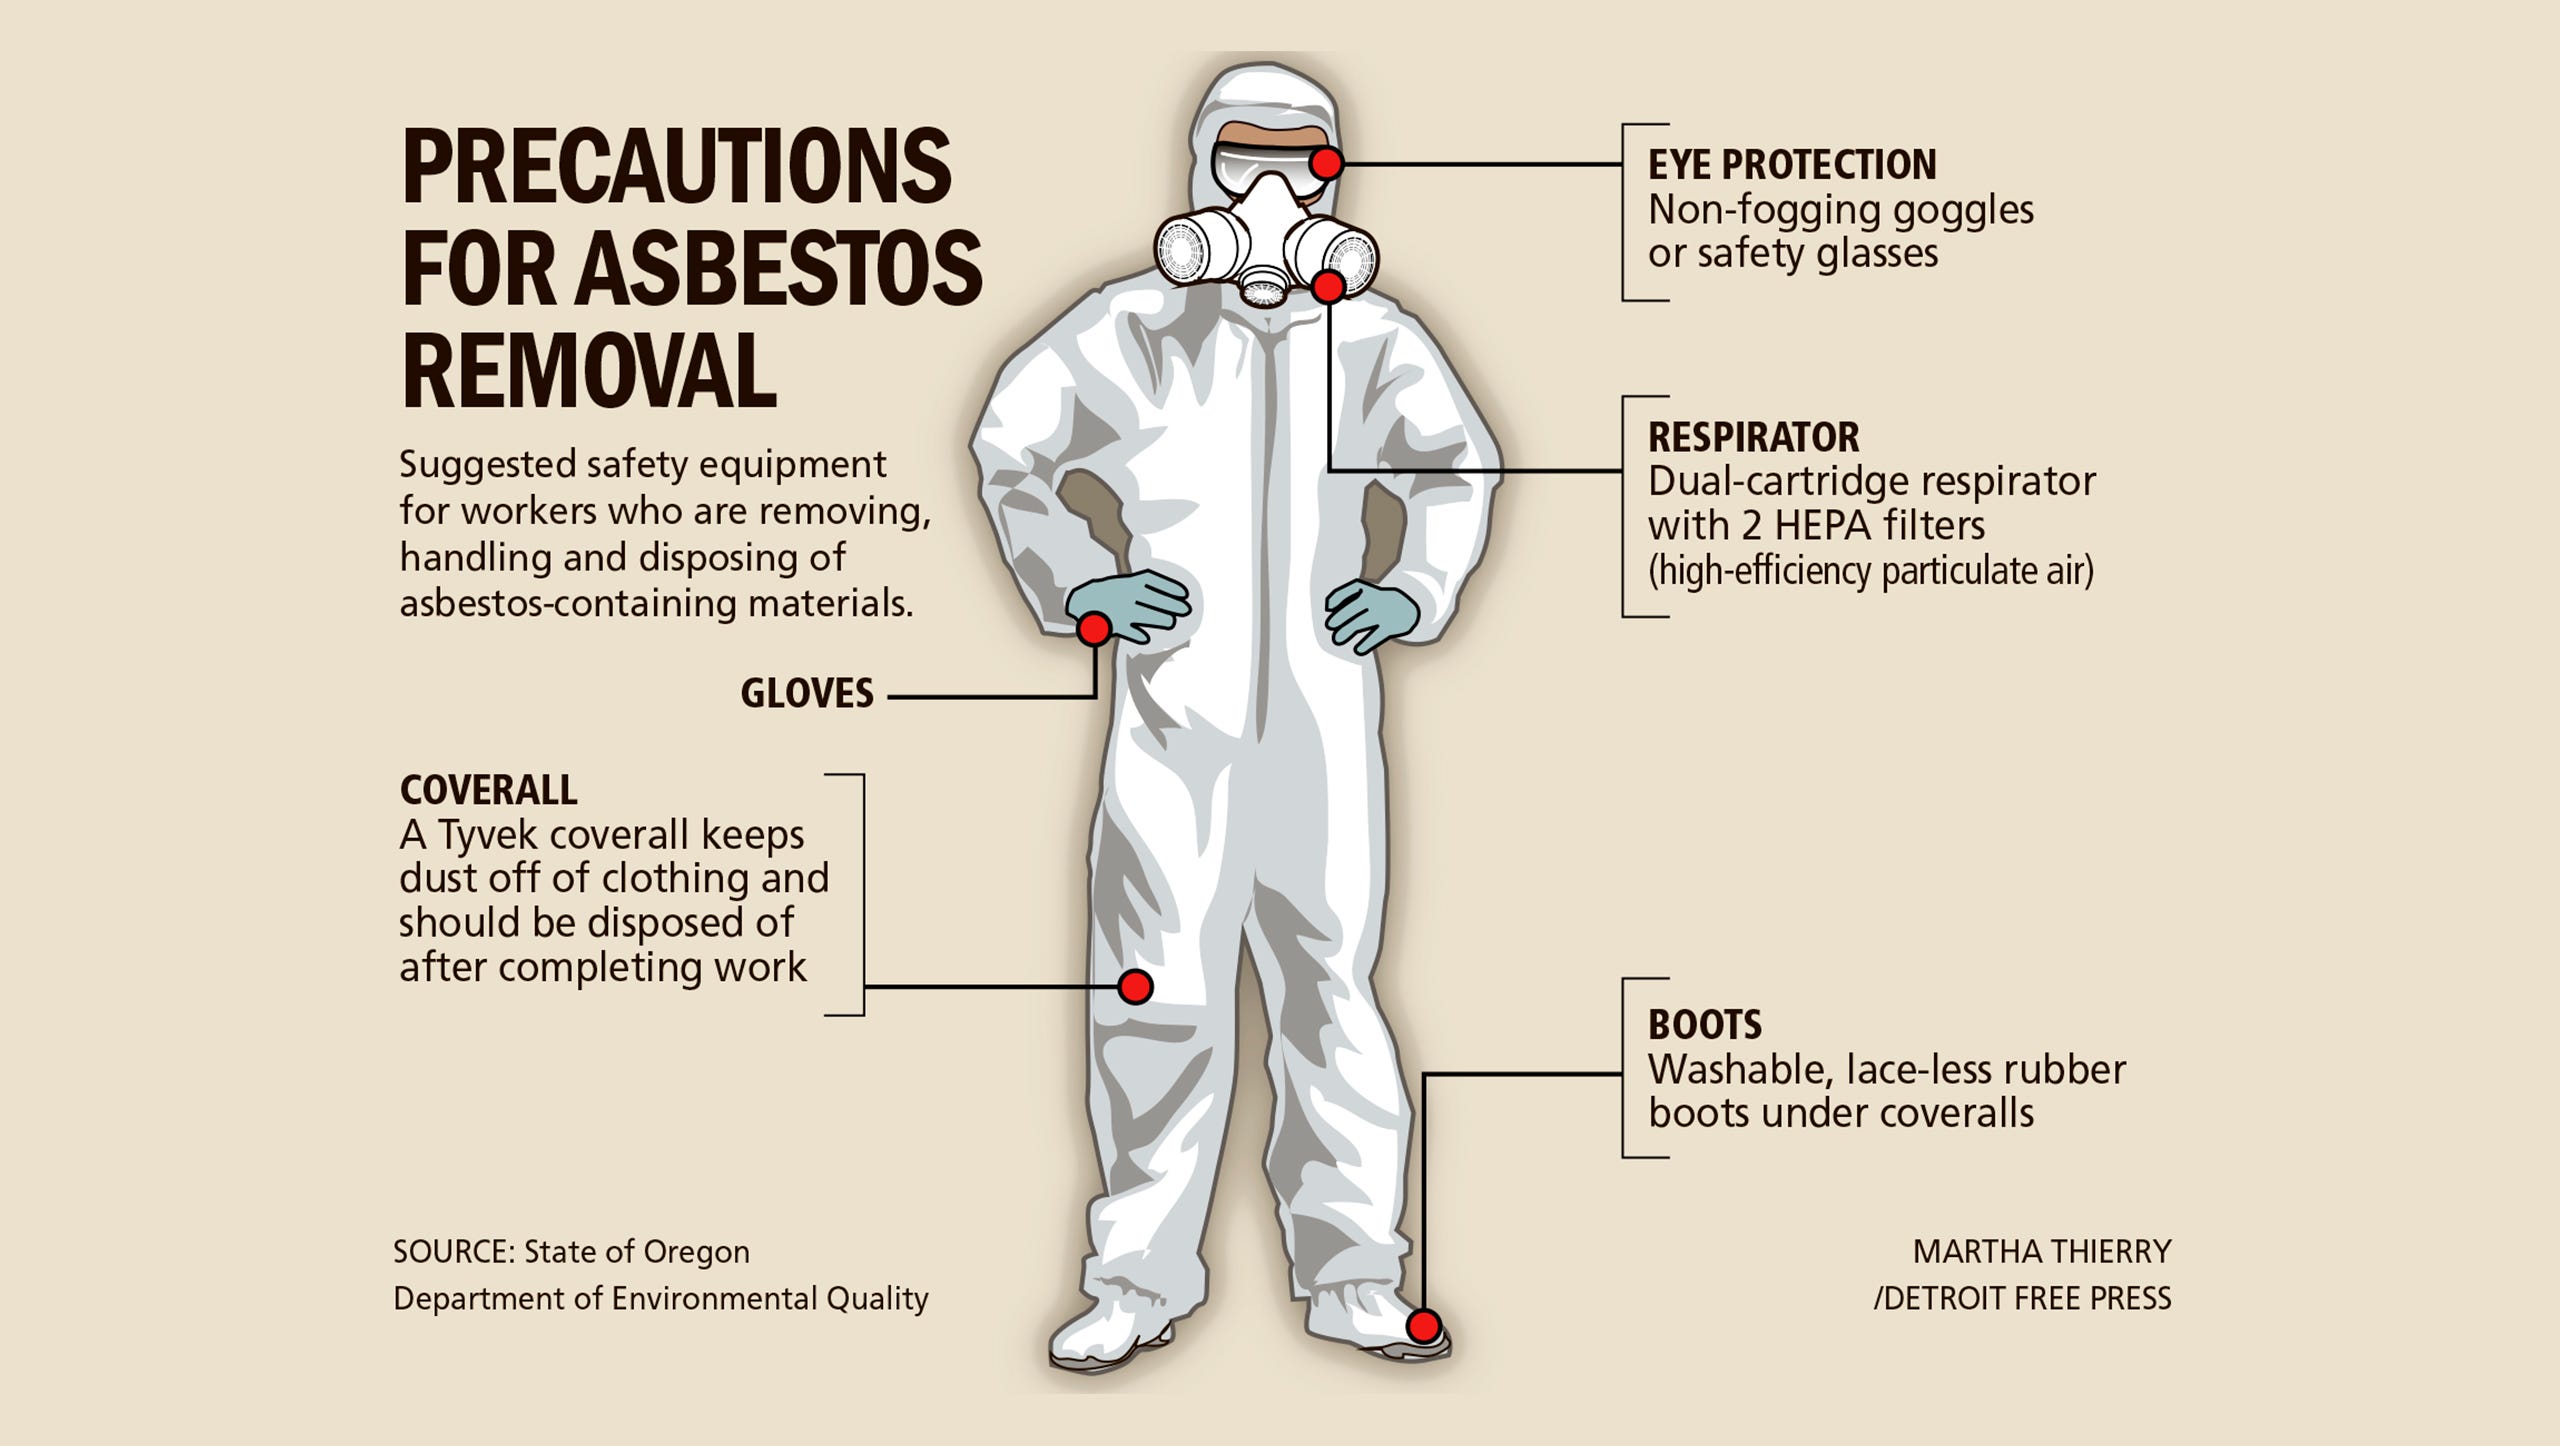 PRECAUTIONS
FOR ASBESTOS
REMOVAL
Suggested safety equipment
for workers who are removing,
handling and disposing of
asbestos-containing materials.
GLOVES
COVERALL
A Tyvek coverall keeps
dust off of clothing and
should be disposed of
after completing work
EYE PROTECTION
Non-fogging goggles
or safety glasses
RESPIRATOR
Dual-cartridge respirator
with 2 HEPA filters
(high-efficiency particulate air)
BOOTS
Washable, lace-less rubber
boots under coveralls
SOURCE: State of Oregon
Department of Environmental Quality
MARTHA THIERRY
/DETROIT FREE PRESS